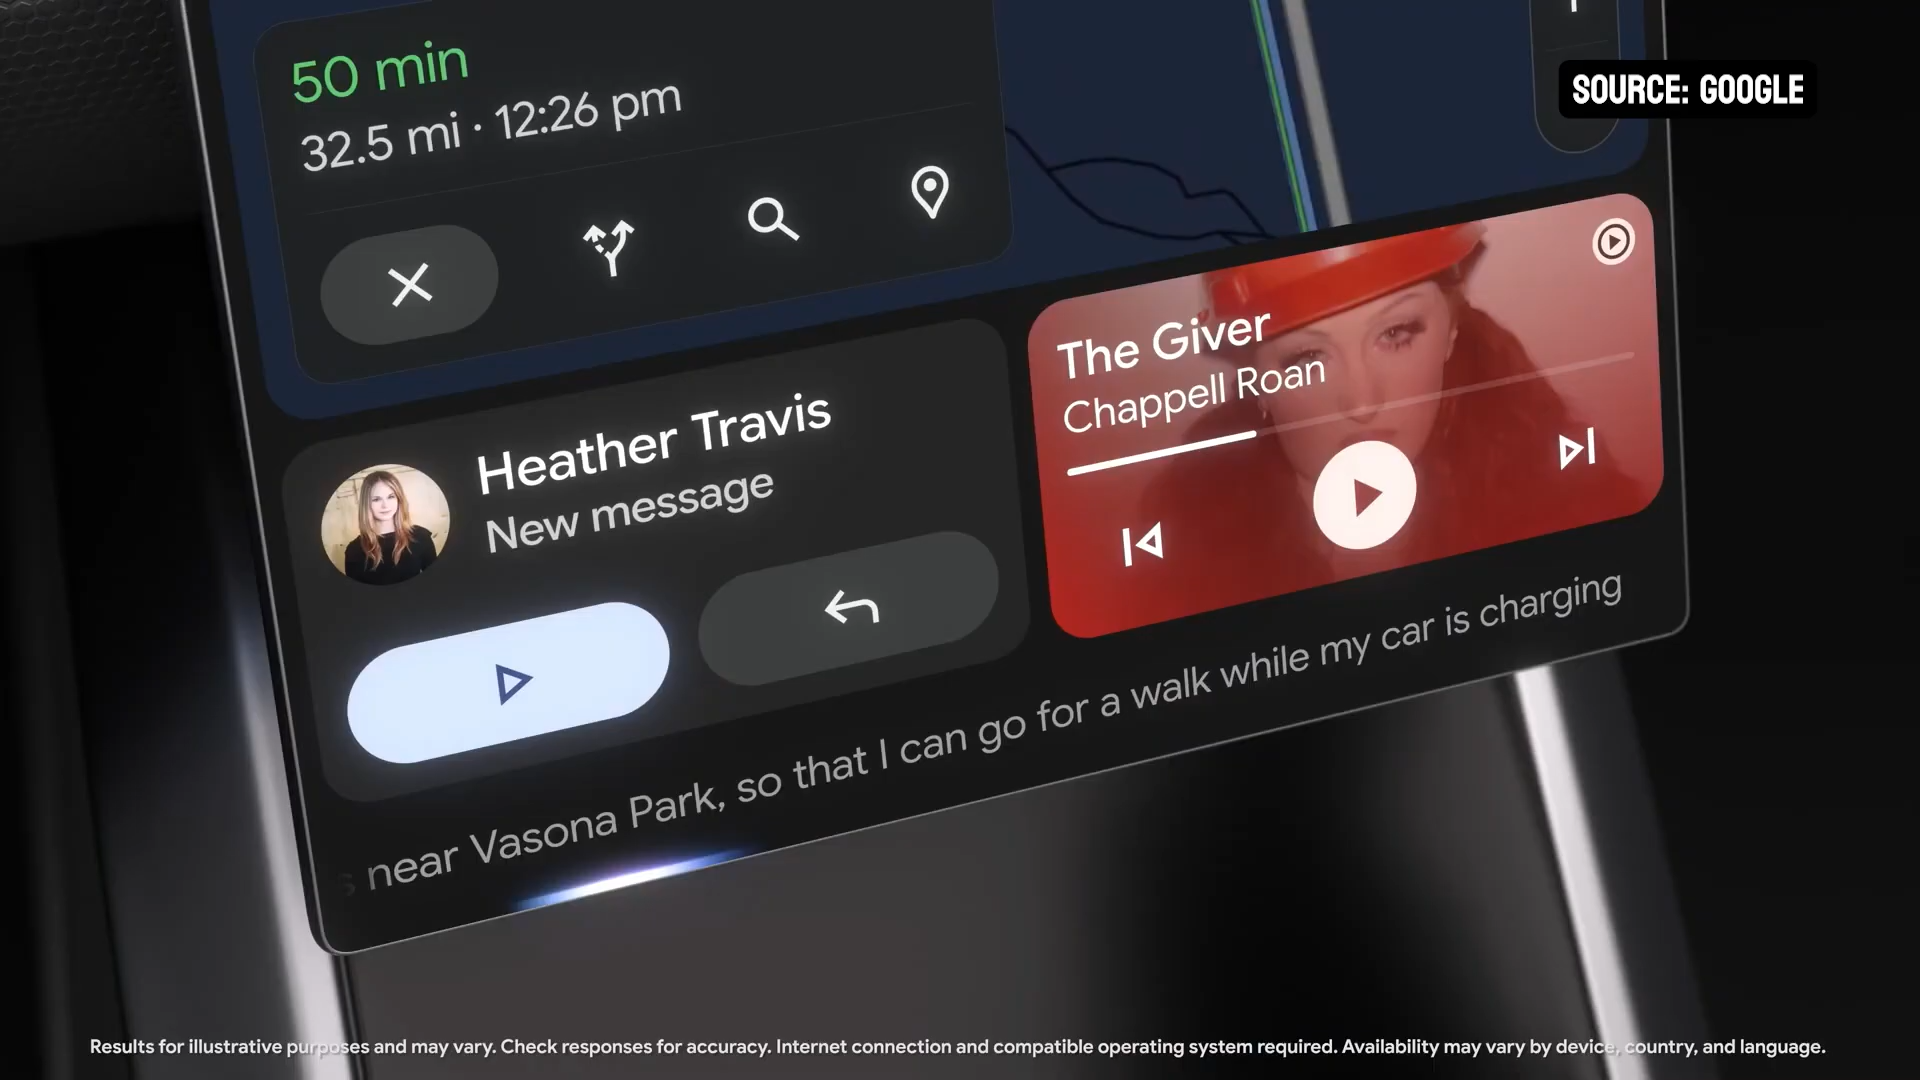 50 min
32.5 mi · 12:26 pm
SOURCE: GOOGLE
Heather Travis
New message
The Giver
Chappell Roan
near Vasona Park, so that I can go for a walk while my car is charging
Results for illustrative purposes and may vary. Check responses for accuracy. Internet connection and compatible operating system required. Availability may vary by device, country, and language.